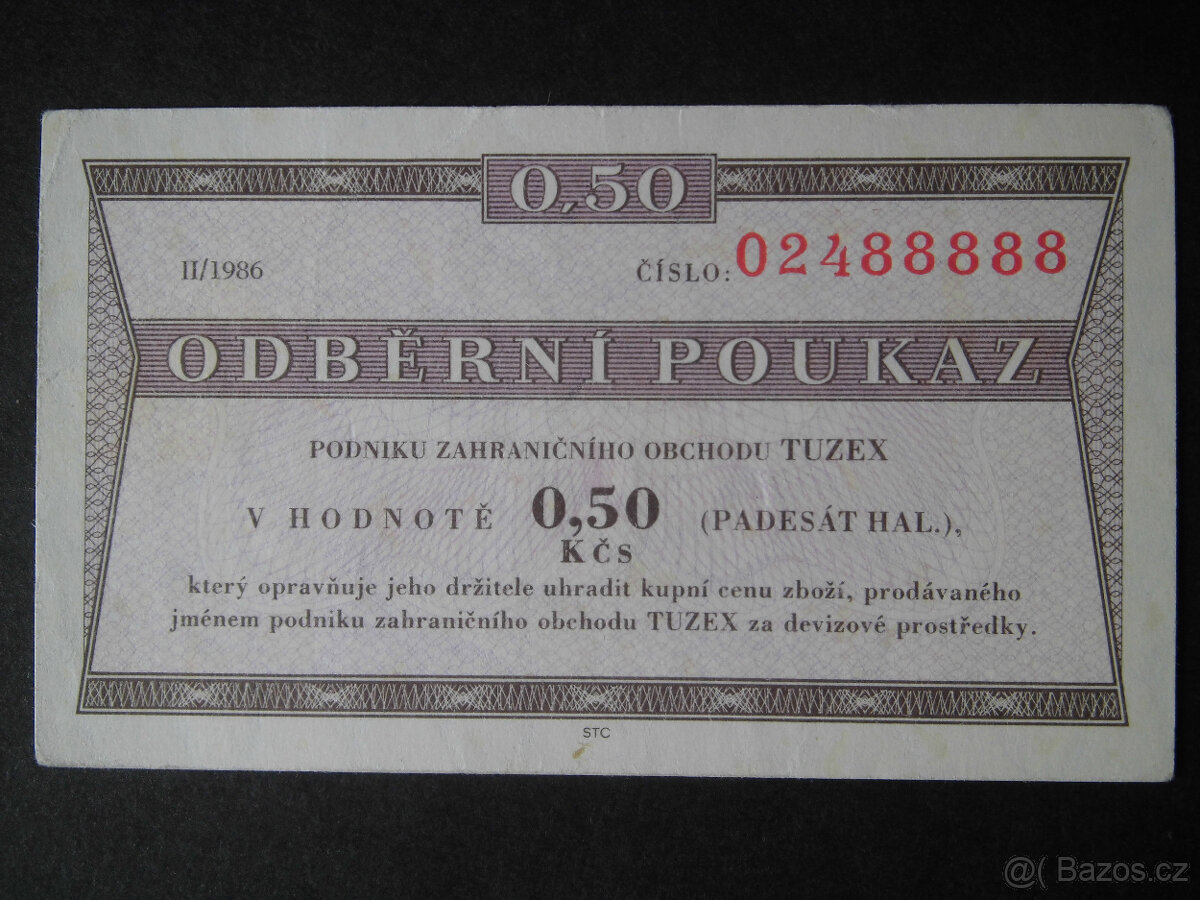 0,50
II/1986
ČÍSLO: 02488888
ODBĚRNÍ POUKAZ
PODNIKU ZAHRANIČNÍHO OBCHODU TUZEX
V HODNOTĚ 0,50 (PADESÁT HAL.),
KČS
který opravňuje jeho držitele uhradit kupní cenu zboží, prodávaného
jménem podniku zahraničního obchodu TUZEX za devizové prostředky.
STC
@( Bazos.cz